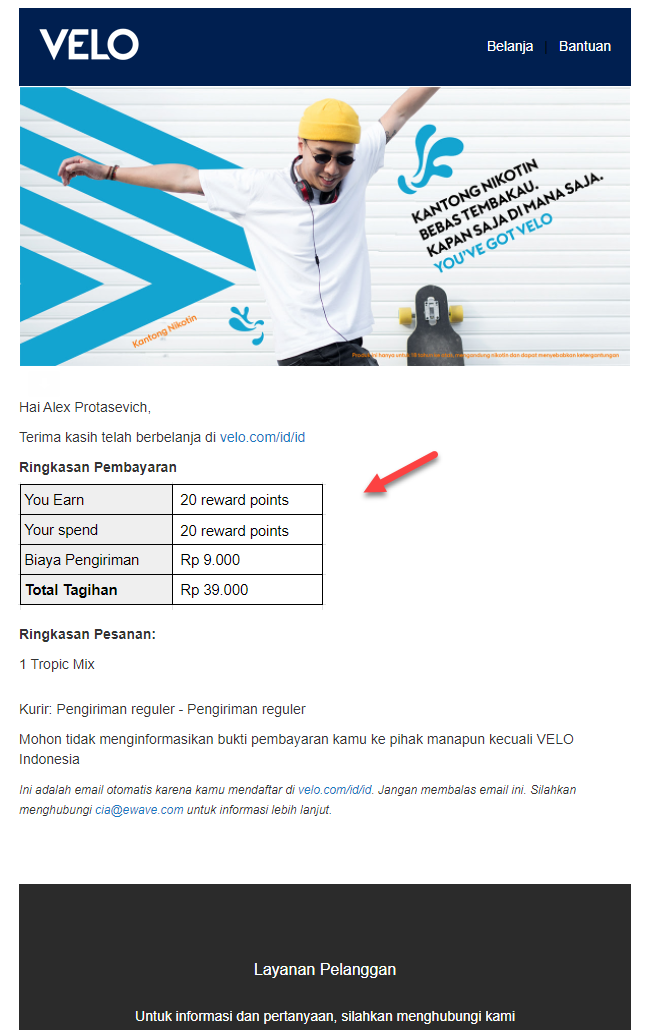 VELO
Belanja | Bantuan
KANTONG NIKOTIN
BEBAS TEMBAKAU.
KAPAN SAJA DI MANA SAJA.
YOU'VE GOT VELO
Kantong Nikotin
hanya untuk 18 tahun mengandung nikotin dan dapat menyebabkan ketergantungan
Hai Alex Protasevich,
Terima kasih telah berbelanja di velo.com/id/id
Ringkasan Pembayaran
You Earn 20 reward points
Your spend 20 reward points
Biaya Pengiriman Rp 9.000
Total Tagihan Rp 39.000
Ringkasan Pesanan:
1 Tropic Mix
Kurir: Pengiriman reguler - Pengiriman reguler
Mohon tidak menginformasikan bukti pembayaran kamu ke pihak manapun kecuali VELO
Indonesia
Ini adalah email otomatis karena kamu mendaftar di velo.com/id/id. Jangan membalas email ini. Silahkan
menghubungi cia@ewave.com untuk informasi lebih lanjut.
Layanan Pelanggan
Untuk informasi dan pertanyaan, silahkan menghubungi kami